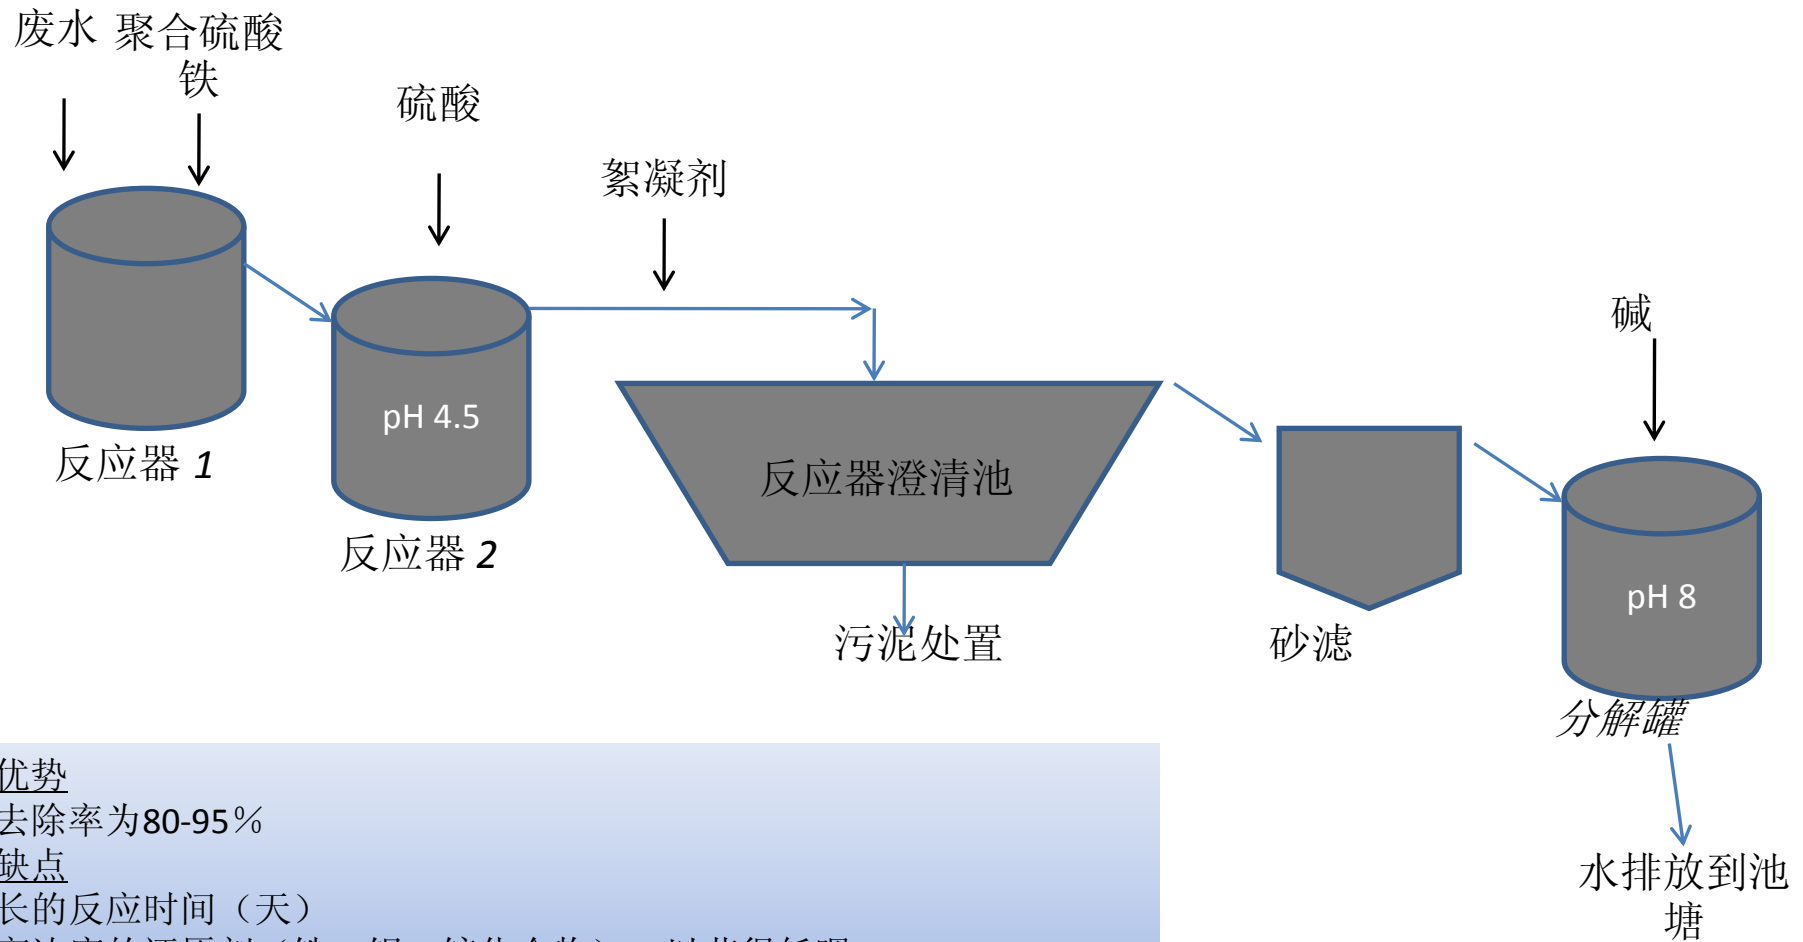 废水
聚合硫酸
铁
硫酸
絮凝剂
碱
pH 4.5
反应器 1
反应器澄清池
反应器 2
pH 8
污泥处置
砂滤
分解罐
优势
去除率为80-95％
缺点
长的反应时间（天）
水排放到池
塘